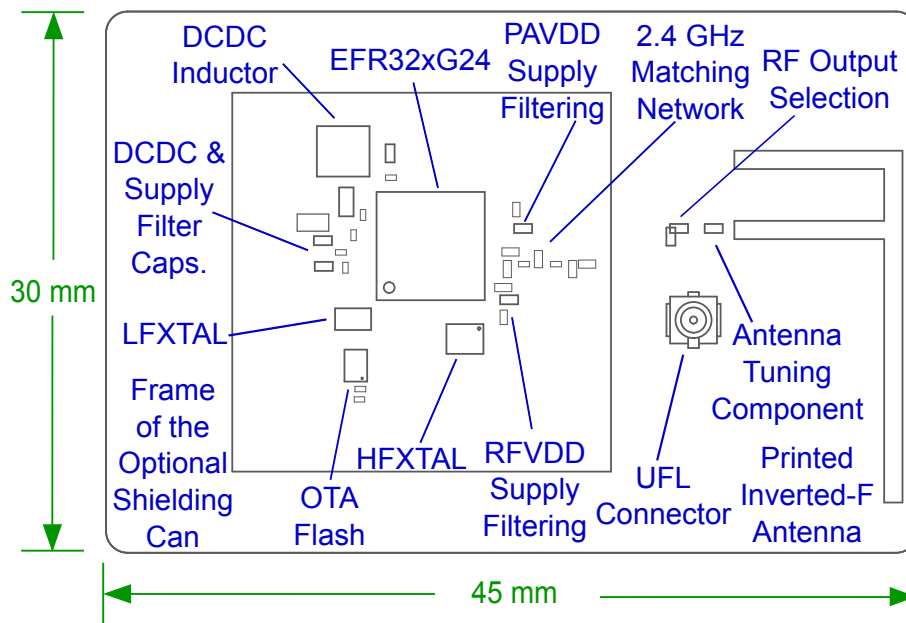 DCDC
Inductor
EFR32xG24
PAVDD
Supply
Filtering
2.4 GHz
Matching
Network
RF Output
Selection
DCDC &
Supply
Filter
Caps.
30 mm
LFXTAL
Frame
of the
Optional
Shielding
Can
OTA
Flash
HFXTAL
RFVDD
Supply
Filtering
UFL
Connector
Antenna
Tuning
Component
Printed
Inverted-F
Antenna
45 mm